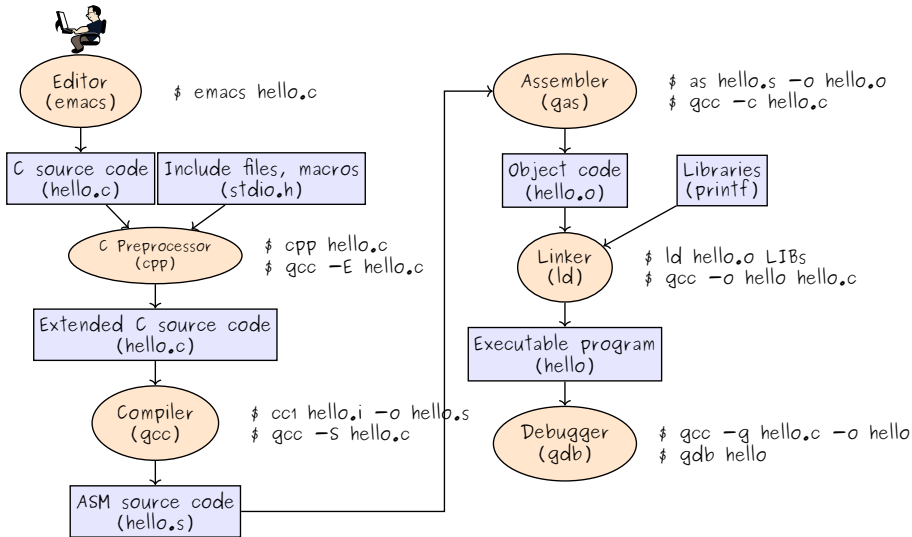 Editor
(emacs)
$ emacs hello.c
C source code
(hello.c)
Include files, macros
(stdio.h)
C Preprocessor
(cpp)
$ cpp hello.c
$ gcc -E hello.c
Extended C source code
(hello.c)
Compiler
(gcc)
$ cc1 hello.i -o hello.s
$ gcc -S hello.c
ASM source code
(hello.s)
Assembler
(gas)
$ as hello.s -o hello.o
$ gcc -c hello.c
Object code
(hello.o)
Libraries
(printf)
Linker
(ld)
$ ld hello.o LIBs
$ gcc -o hello hello.c
Executable program
(hello)
Debugger
(gdb)
$ gcc -g hello.c -o hello
$ gdb hello